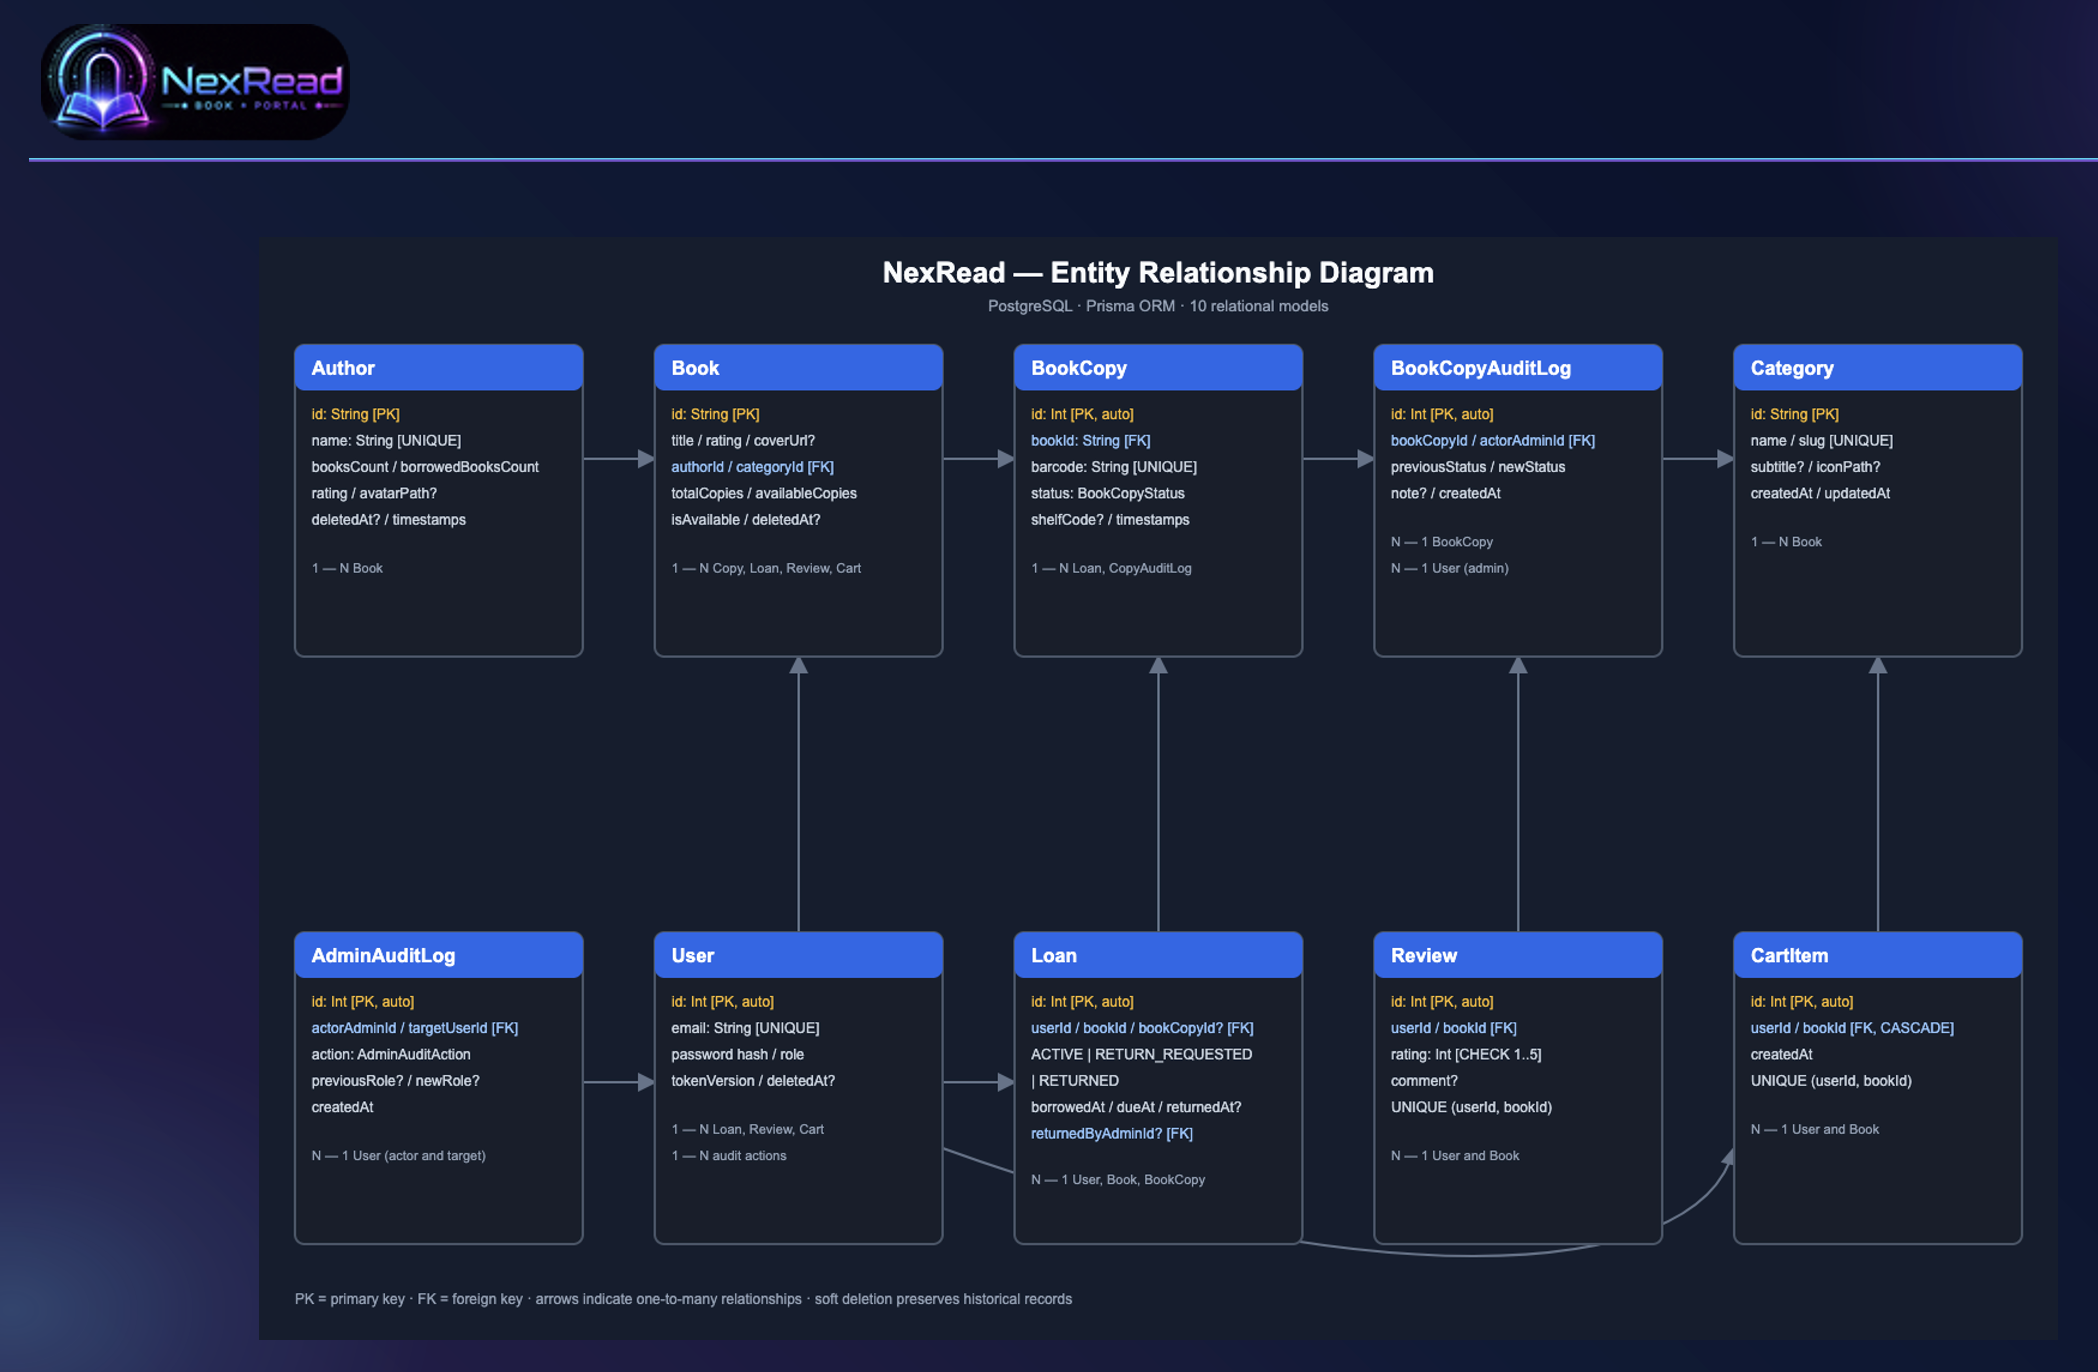 NexRead
BOOK • PORTAL
NexRead — Entity Relationship Diagram
PostgreSQL · Prisma ORM · 10 relational models
Author
id: String [PK]
name: String [UNIQUE]
booksCount / borrowedBooksCount
rating / avatarPath?
deletedAt? / timestamps
1 — N Book
Book
id: String [PK]
title / rating / coverUrl?
authorId / categoryId [FK]
totalCopies / availableCopies
isAvailable / deletedAt?
1 — N Copy, Loan, Review, Cart
BookCopy
id: Int [PK, auto]
bookId: String [FK]
barcode: String [UNIQUE]
status: BookCopyStatus
shelfCode? / timestamps
1 — N Loan, CopyAuditLog
BookCopyAuditLog
id: Int [PK, auto]
bookCopyId / actorAdminId [FK]
previousStatus / newStatus
note? / createdAt
N — 1 BookCopy
N — 1 User (admin)
Category
id: String [PK]
name / slug [UNIQUE]
subtitle? / iconPath?
createdAt / updatedAt
1 — N Book
AdminAuditLog
id: Int [PK, auto]
actorAdminId / targetUserId [FK]
action: AdminAuditAction
previousRole? / newRole?
createdAt
N — 1 User (actor and target)
User
id: Int [PK, auto]
email: String [UNIQUE]
password hash / role
tokenVersion / deletedAt?
1 — N Loan, Review, Cart
1 — N audit actions
Loan
id: Int [PK, auto]
userId / bookId / bookCopyId? [FK]
ACTIVE | RETURN_REQUESTED
| RETURNED
borrowedAt / dueAt / returnedAt?
returnedByAdminId? [FK]
N — 1 User, Book, BookCopy
Review
id: Int [PK, auto]
userId / bookId [FK]
rating: Int [CHECK 1..5]
comment?
UNIQUE (userId, bookId)
N — 1 User and Book
CartItem
id: Int [PK, auto]
userId / bookId [FK, CASCADE]
createdAt
UNIQUE (userId, bookId)
N — 1 User and Book
PK = primary key · FK = foreign key · arrows indicate one-to-many relationships · soft deletion preserves historical records